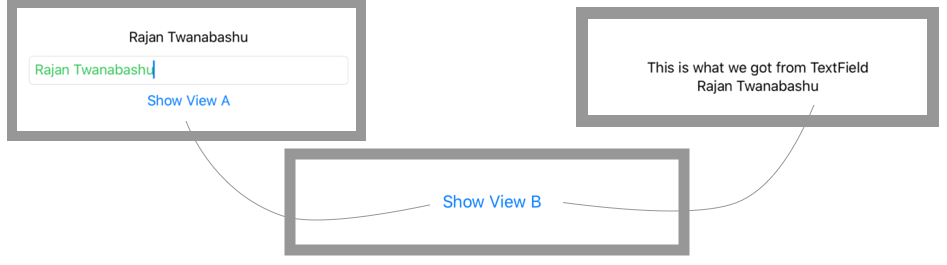 Rajan Twanabashu
Rajan Twanabashu
Show View A
Show View B
This is what we got from TextField
Rajan Twanabashu